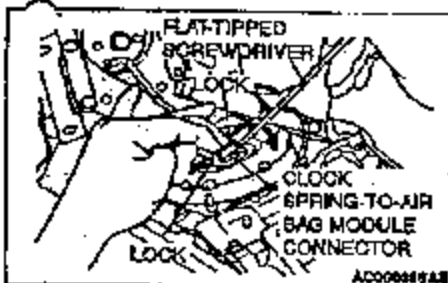 FLAT-TIPPED
SCREWDRIVER
LOCK
CLOCK
SPRING-TO-AIR
BAG MODULE
CONNECTOR
LOCK